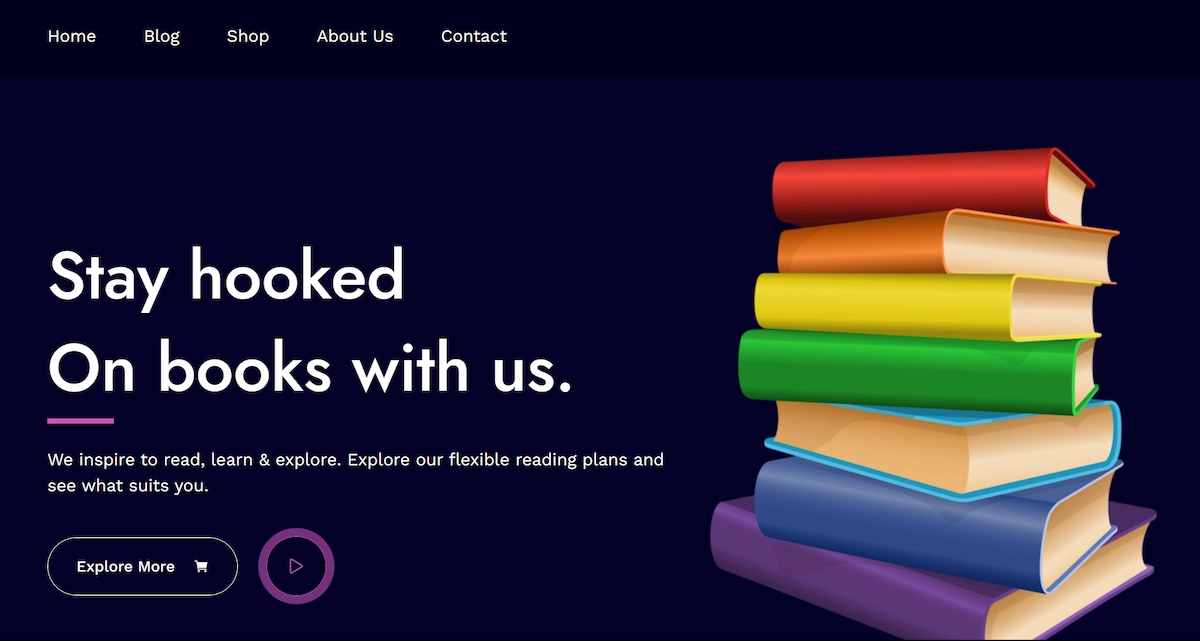 Home Blog Shop About Us Contact
Stay hooked
On books with us.
We inspire to read, learn & explore. Explore our flexible reading plans and
see what suits you.
Explore More